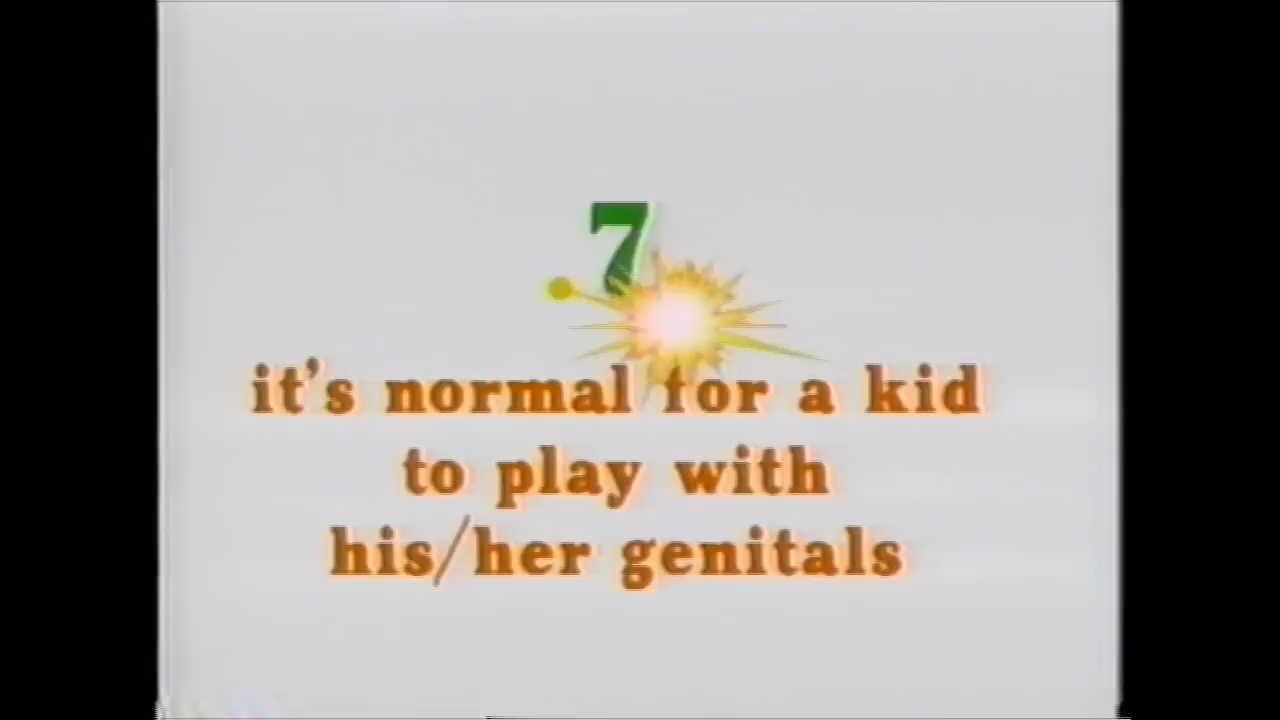 7
it's normal for a kid
to play with
his/her genitals